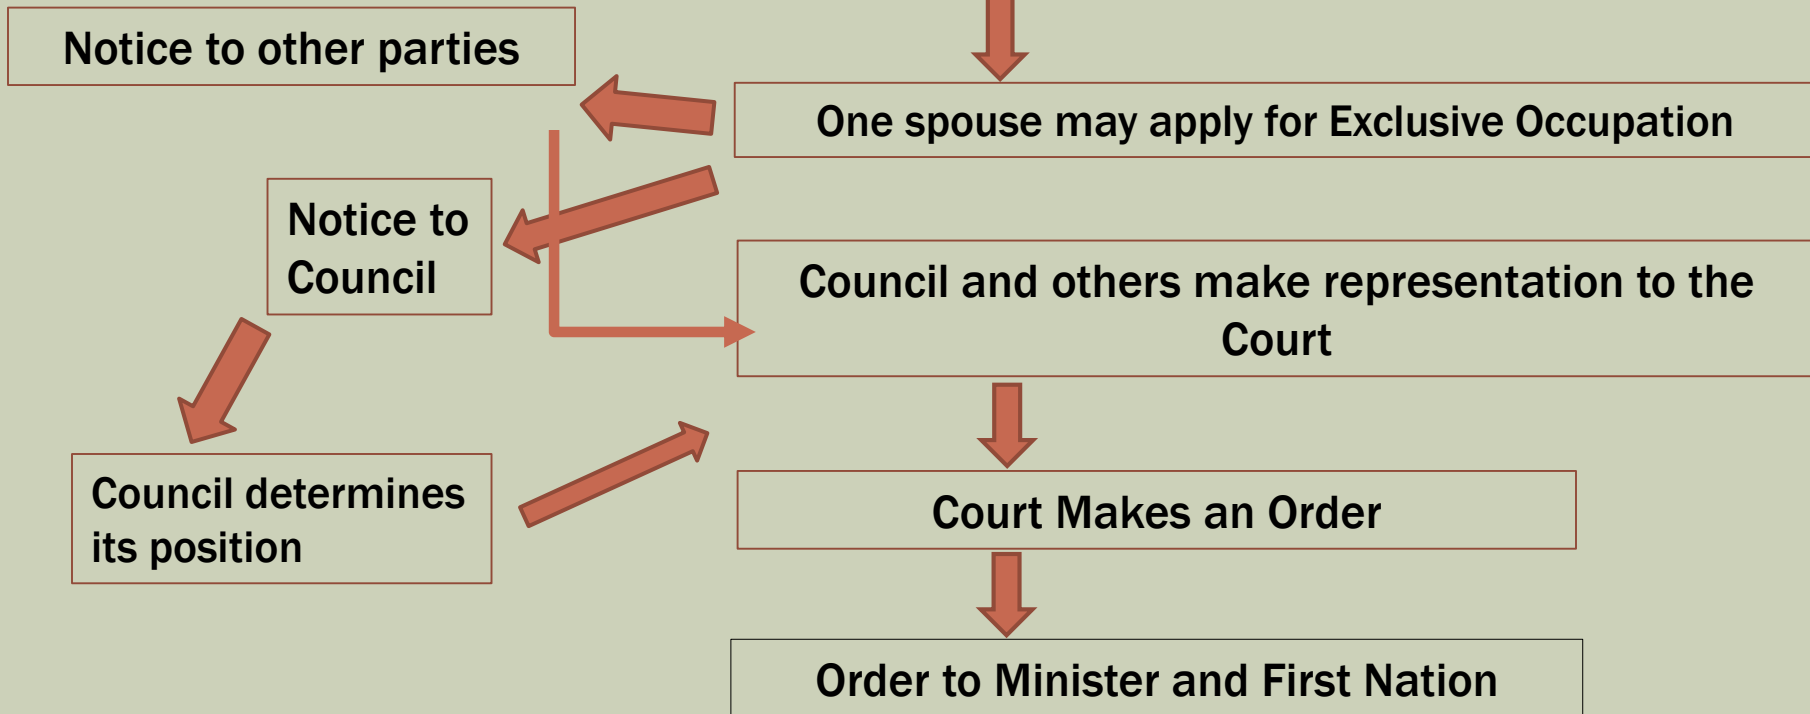 Notice to other parties
One spouse may apply for Exclusive Occupation
Notice to
Council
Council and others make representation to the
Court
Council determines
its position
Court Makes an Order
Order to Minister and First Nation